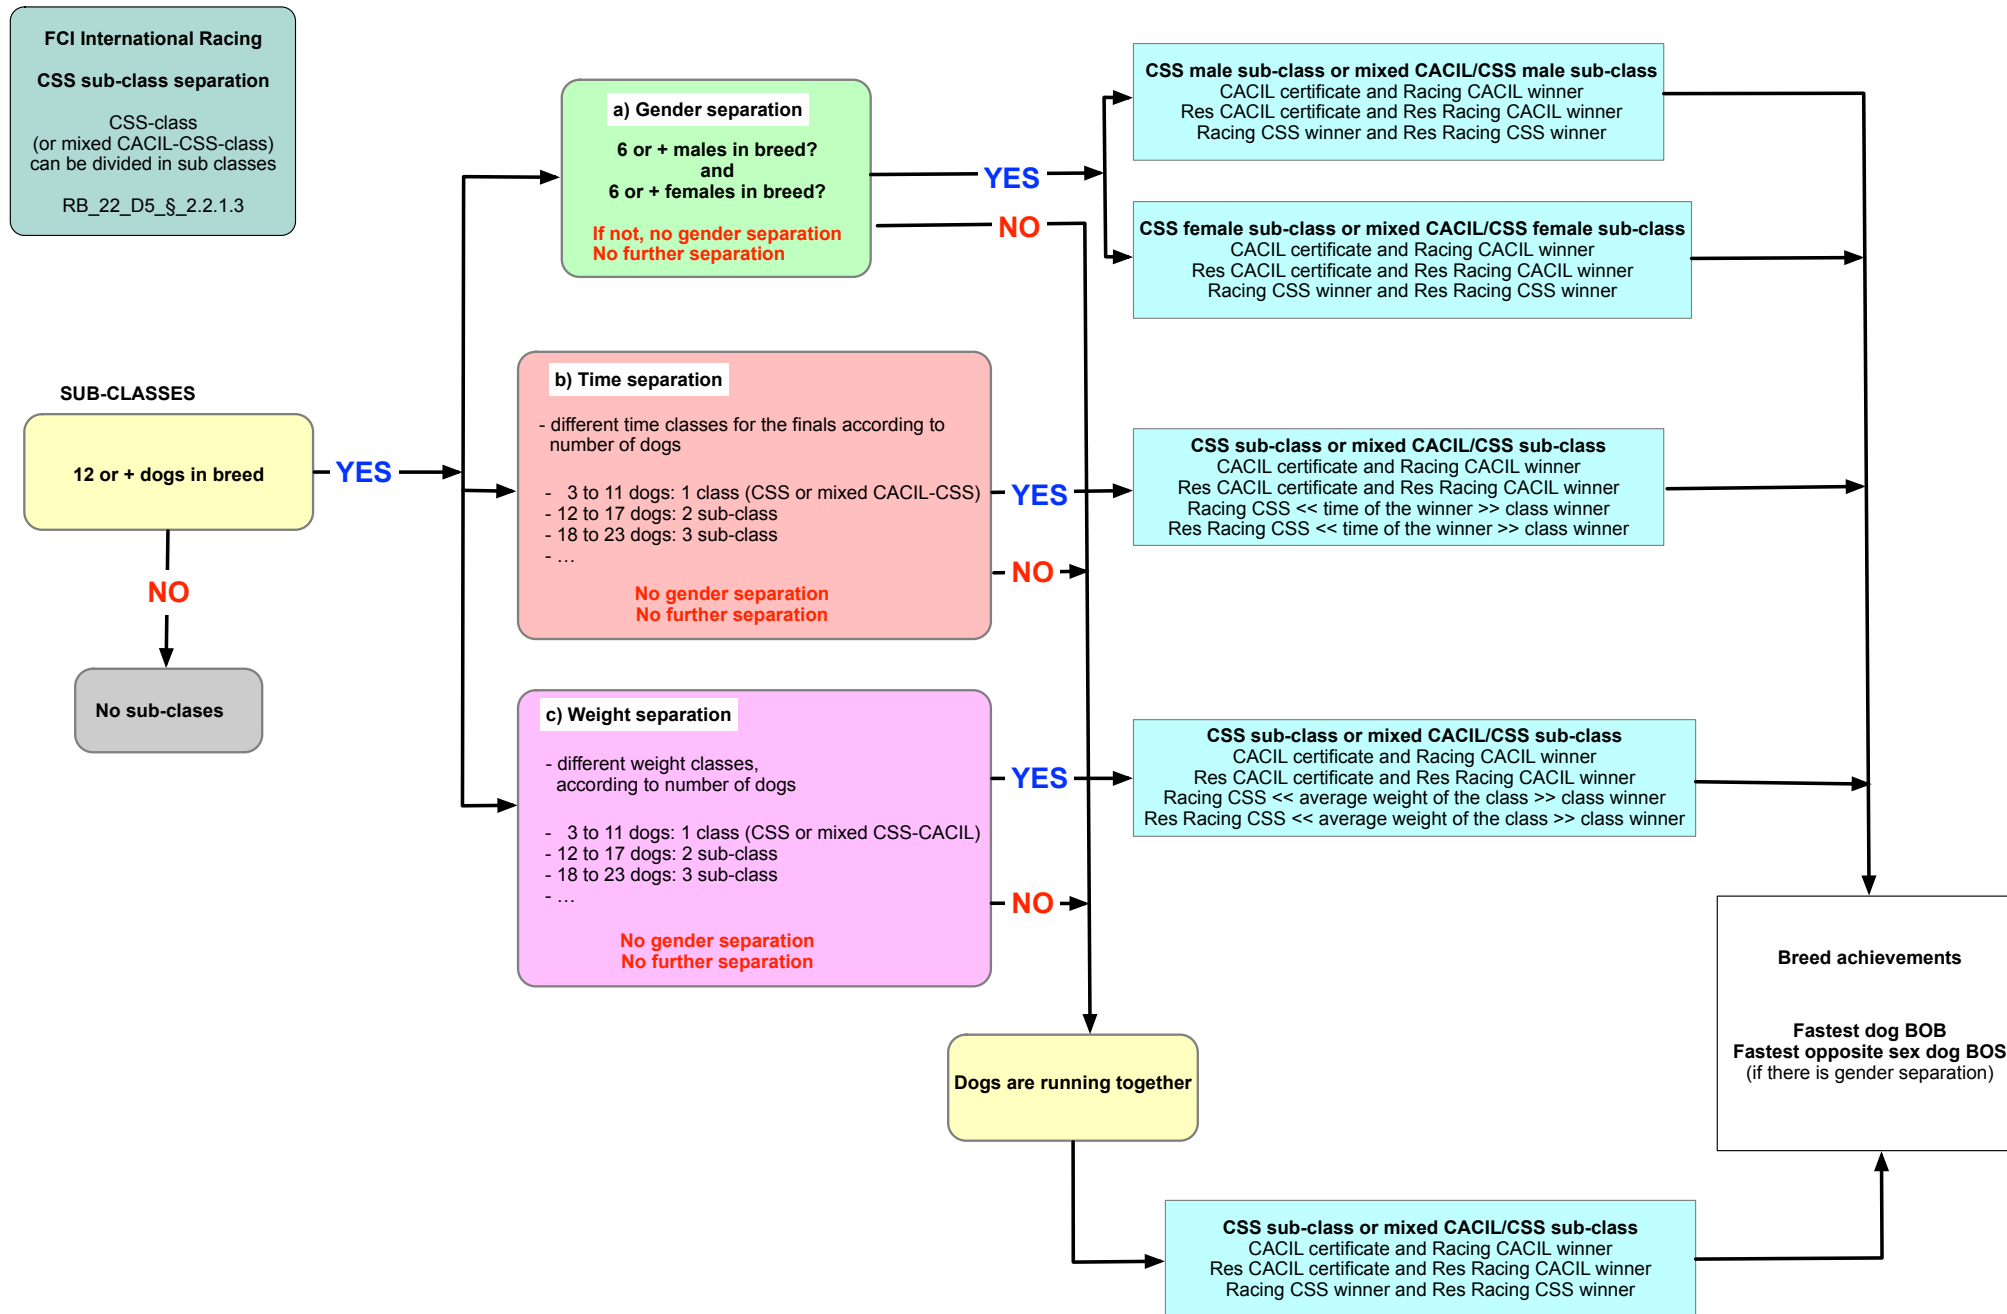 FCI International Racing
CSS sub-class separation
CSS-class
(or mixed CACIL-CSS-class)
can be divided in sub classes
RB_22_D5_§_2.2.1.3
SUB-CLASSES
12 or + dogs in breed
YES
NO
No sub-clases
a) Gender separation
6 or + males in breed?
and
6 or + females in breed?
If not, no gender separation
No further separation
YES
NO
b) Time separation
- different time classes for the finals according to
number of dogs
- 3 to 11 dogs: 1 class (CSS or mixed CACIL-CSS)
- 12 to 17 dogs: 2 sub-class
- 18 to 23 dogs: 3 sub-class
- …
No gender separation
No further separation
YES
NO
c) Weight separation
- different weight classes,
according to number of dogs
- 3 to 11 dogs: 1 class (CSS or mixed CSS-CACIL)
- 12 to 17 dogs: 2 sub-class
- 18 to 23 dogs: 3 sub-class
- …
No gender separation
No further separation
YES
NO
Dogs are running together
CSS male sub-class or mixed CACIL/CSS male sub-class
CACIL certificate and Racing CACIL winner
Res CACIL certificate and Res Racing CACIL winner
Racing CSS winner and Res Racing CSS winner
CSS female sub-class or mixed CACIL/CSS female sub-class
CACIL certificate and Racing CACIL winner
Res CACIL certificate and Res Racing CACIL winner
Racing CSS winner and Res Racing CSS winner
CSS sub-class or mixed CACIL/CSS sub-class
CACIL certificate and Racing CACIL winner
Res CACIL certificate and Res Racing CACIL winner
Racing CSS << time of the winner >> class winner
Res Racing CSS << time of the winner >> class winner
CSS sub-class or mixed CACIL/CSS sub-class
CACIL certificate and Racing CACIL winner
Res CACIL certificate and Res Racing CACIL winner
Racing CSS << average weight of the class >> class winner
Res Racing CSS << average weight of the class >> class winner
CSS sub-class or mixed CACIL/CSS sub-class
CACIL certificate and Racing CACIL winner
Res CACIL certificate and Res Racing CACIL winner
Racing CSS winner and Res Racing CSS winner
Breed achievements
Fastest dog BOB
Fastest opposite sex dog BOS
(if there is gender separation)